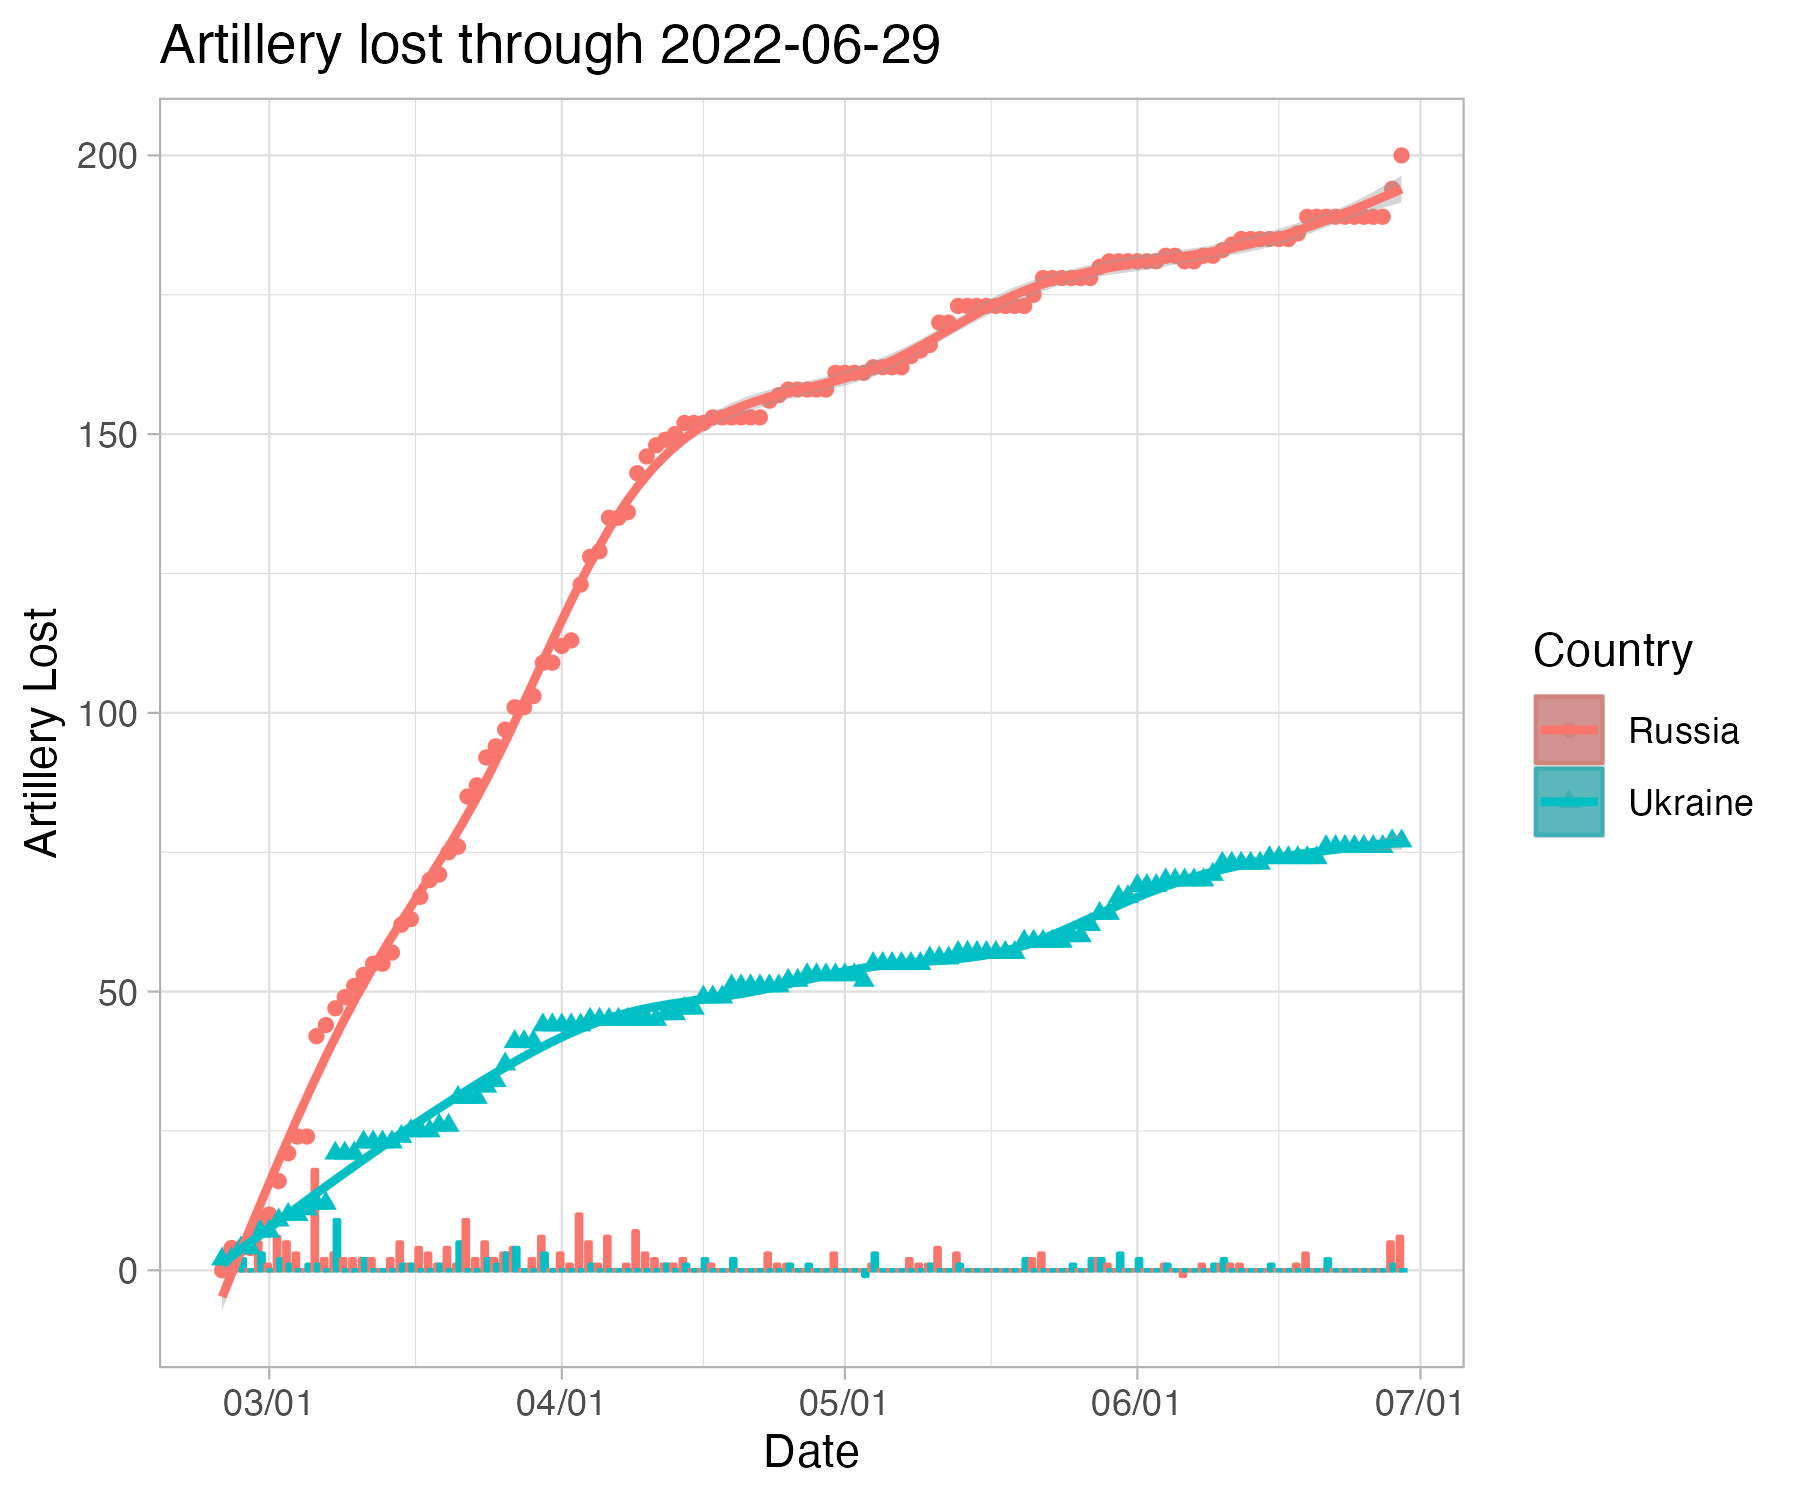 Artillery lost through 2022-06-29
Artillery Lost
200
150
100
50
0
03/01 04/01 05/01 06/01 07/01
Date
Country
Russia
Ukraine